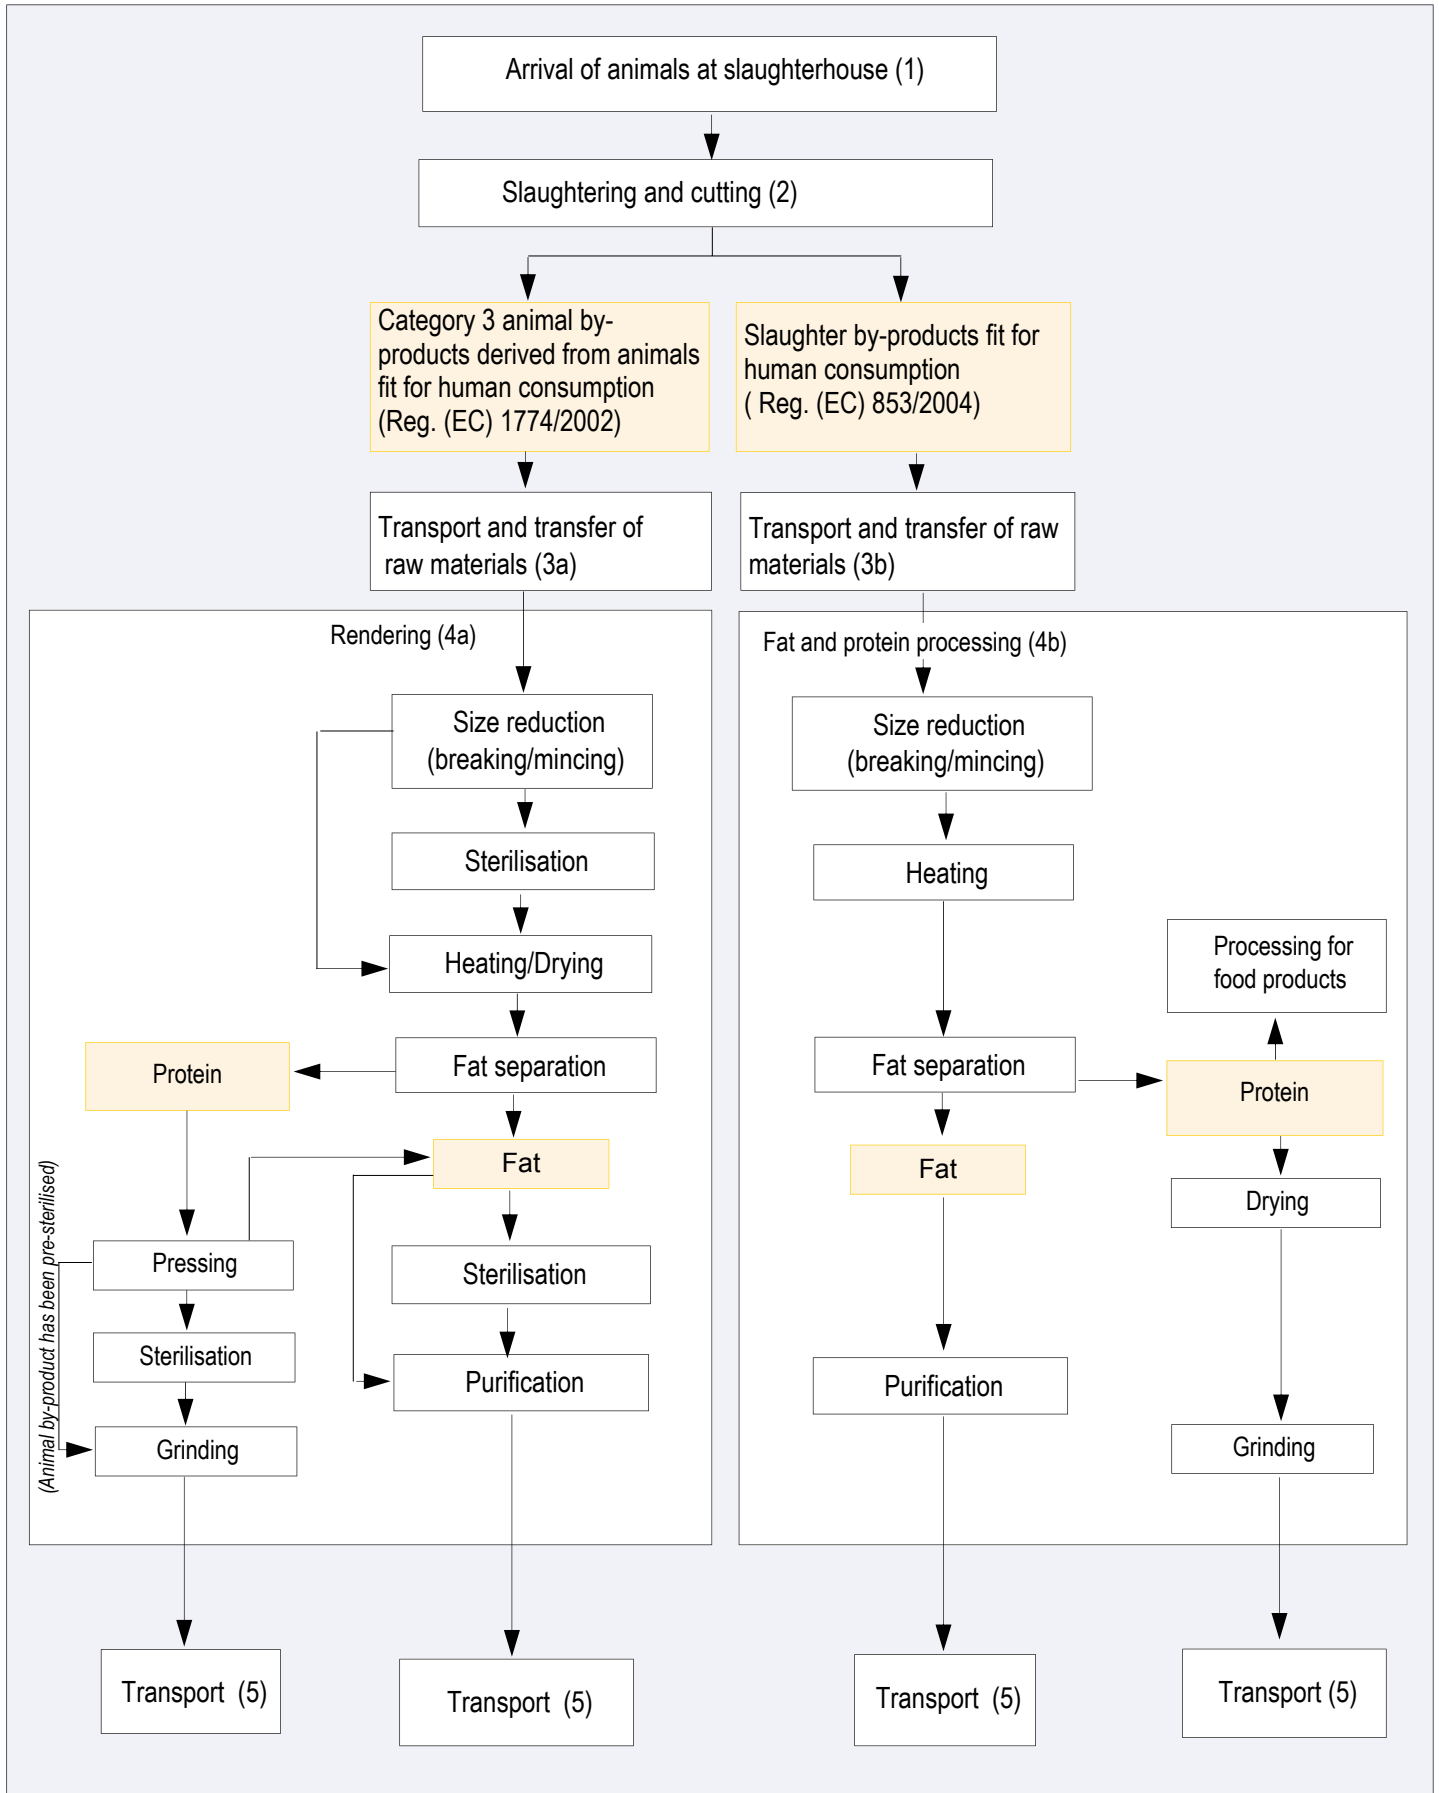 Arrival of animals at slaughterhouse (1)
Slaughtering and cutting (2)
Category 3 animal by-
products derived from animals
fit for human consumption
(Reg. (EC) 1774/2002)
Slaughter by-products fit for
human consumption
( Reg. (EC) 853/2004)
Transport and transfer of
raw materials (3a)
Transport and transfer of raw
materials (3b)
Rendering (4a)
Size reduction
(breaking/mincing)
Sterilisation
Heating/Drying
Fat separation
Protein
Fat
Pressing
Sterilisation
Sterilisation
Purification
Grinding
(Animal by-product has been pre-sterilised)
Fat and protein processing (4b)
Size reduction
(breaking/mincing)
Heating
Processing for
food products
Fat separation
Protein
Fat
Drying
Purification
Grinding
Transport (5)
Transport (5)
Transport (5)
Transport (5)